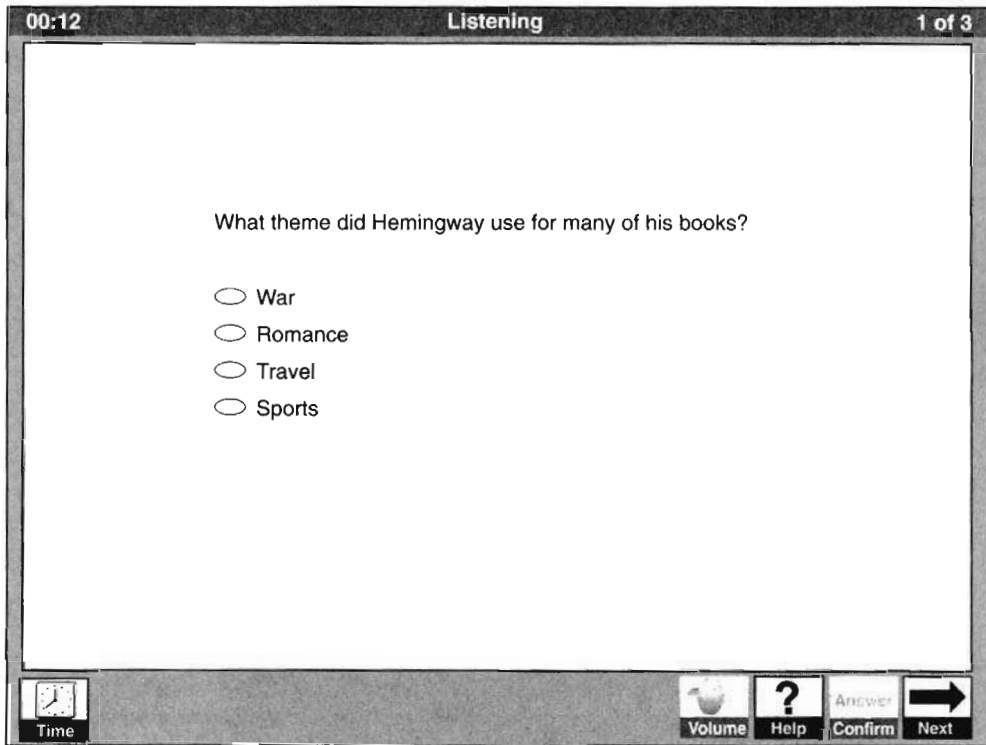 00:12 Listening 1 of 3
What theme did Hemingway use for many of his books?
War
Romance
Travel
Sports
Time
Volume
?
Help
Answer
Confirm
Next